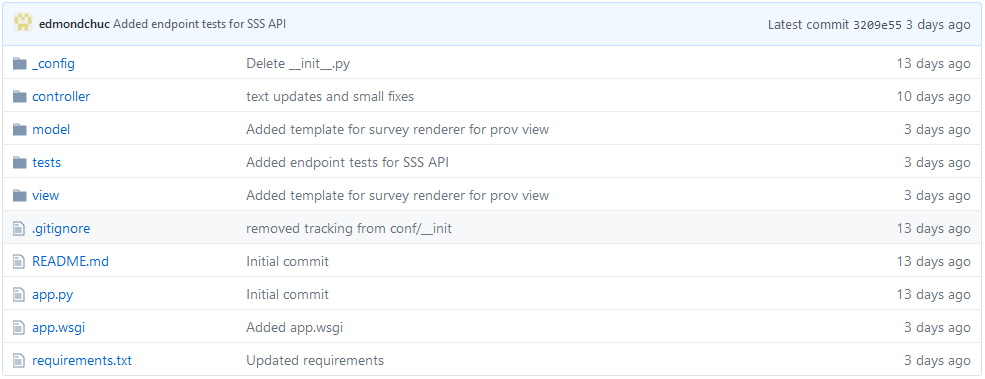 edmondchuc Added endpoint tests for SSS API Latest commit 3209e55 3 days ago
_config Delete __init__.py 13 days ago
controller text updates and small fixes 10 days ago
model Added template for survey renderer for prov view 3 days ago
tests Added endpoint tests for SSS API 3 days ago
view Added template for survey renderer for prov view 3 days ago
.gitignore removed tracking from conf/__init 13 days ago
README.md Initial commit 13 days ago
app.py Initial commit 13 days ago
app.wsgi Added app.wsgi 3 days ago
requirements.txt Updated requirements 3 days ago